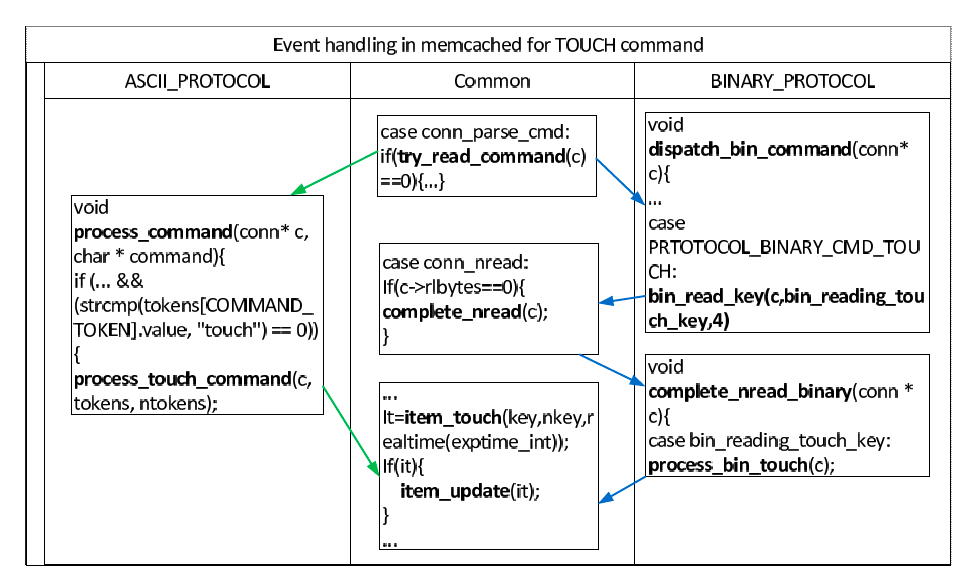 Event handling in memcached for TOUCH command
ASCII_PROTOCOL
Common
BINARY_PROTOCOL
void
process_command(conn* c,
char * command){
if (... &&
(strcmp(tokens[COMMAND_
TOKEN].value, "touch") == 0))
{
process_touch_command(c,
tokens, ntokens);
case conn_parse_cmd:
if(try_read_command(c)
==0){...}
case conn_nread:
If(c->rlbytes==0){
complete_nread(c);
}
...
It=item_touch(key,nkey,r
ealtime(exptime_int));
If(it){
item_update(it);
}
...
void
dispatch_bin_command(conn*
c){
...
case
PRTOTOCOL_BINARY_CMD_TOU
CH:
bin_read_key(c,bin_reading_tou
ch_key,4)
void
complete_nread_binary(conn *
c){
case bin_reading_touch_key:
process_bin_touch(c);